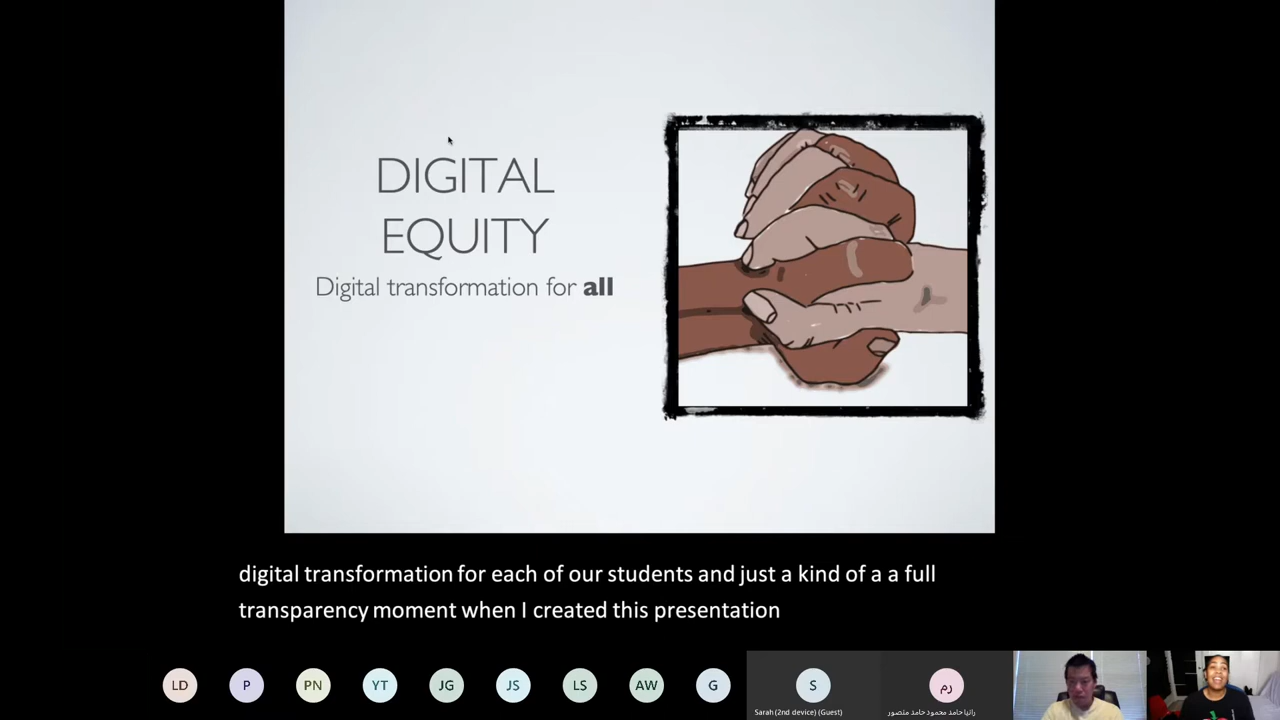 DIGITAL
EQUITY
Digital transformation for all
digital transformation for each of our students and just a kind of a a full
transparency moment when I created this presentation
LD P PN YT JG JS LS AW G S رم
Sarah (2nd device) (Guest)
رانيا حامد محمود حامد منصور